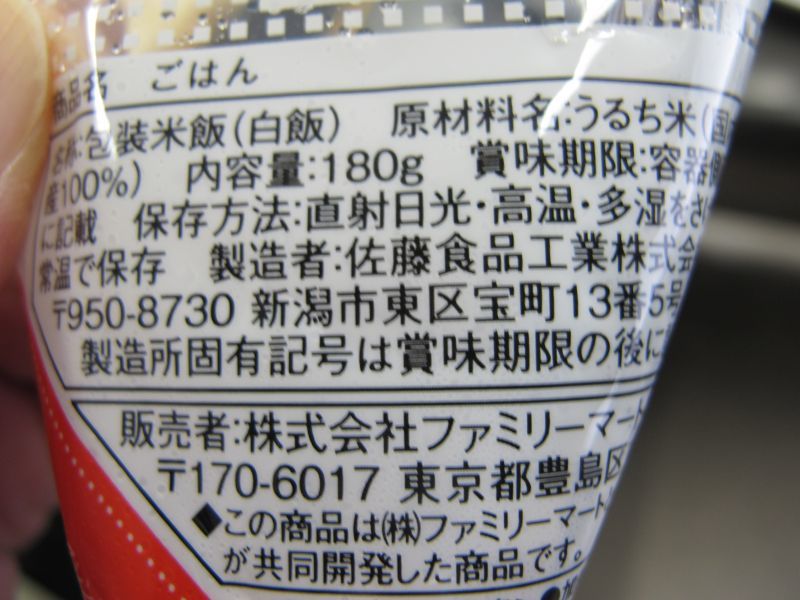 商品名 ごはん
名称:包装米飯(白飯) 原材料名:うるち米(国
産100%) 内容量:180g 賞味期限:容器側
に記載 保存方法:直射日光・高温・多湿をさけ
常温で保存 製造者:佐藤食品工業株式会
〒950-8730 新潟市東区宝町13番5号
製造所固有記号は賞味期限の後に
販売者:株式会社ファミリーマート
〒170-6017 東京都豊島区
◆この商品は(株)ファミリーマート
が共同開発した商品です。